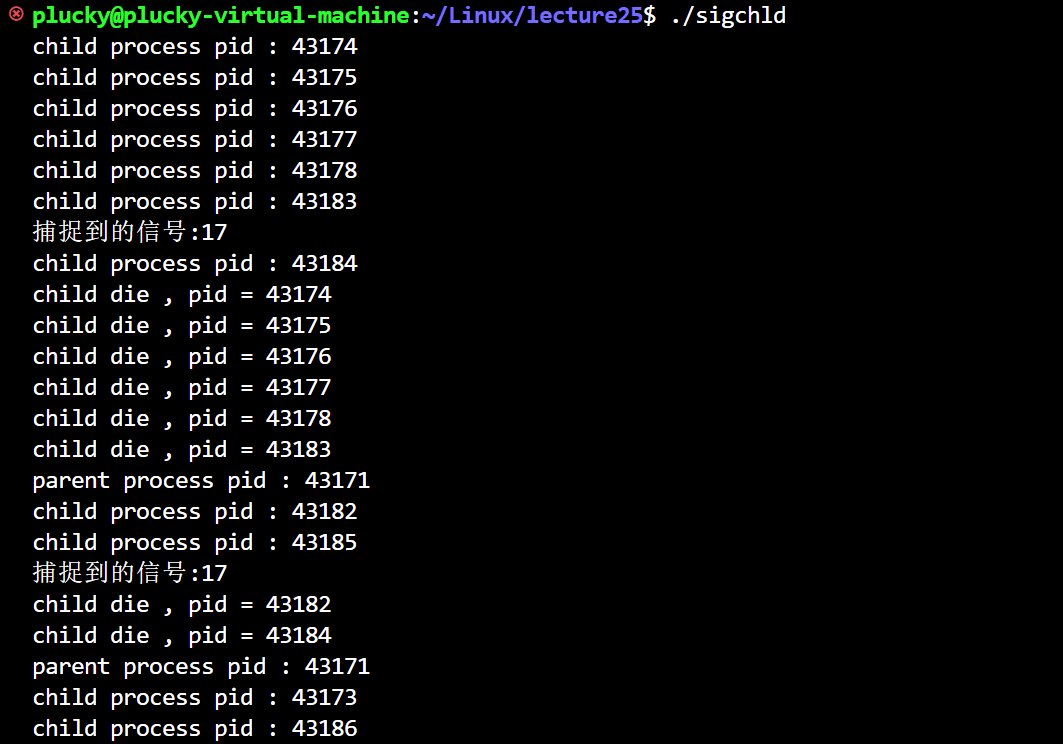 plucky@plucky-virtual-machine:~/Linux/lecture25$ ./sigchld
child process pid : 43174
child process pid : 43175
child process pid : 43176
child process pid : 43177
child process pid : 43178
child process pid : 43183
捕捉到的信号:17
child process pid : 43184
child die , pid = 43174
child die , pid = 43175
child die , pid = 43176
child die , pid = 43177
child die , pid = 43178
child die , pid = 43183
parent process pid : 43171
child process pid : 43182
child process pid : 43185
捕捉到的信号:17
child die , pid = 43182
child die , pid = 43184
parent process pid : 43171
child process pid : 43173
child process pid : 43186